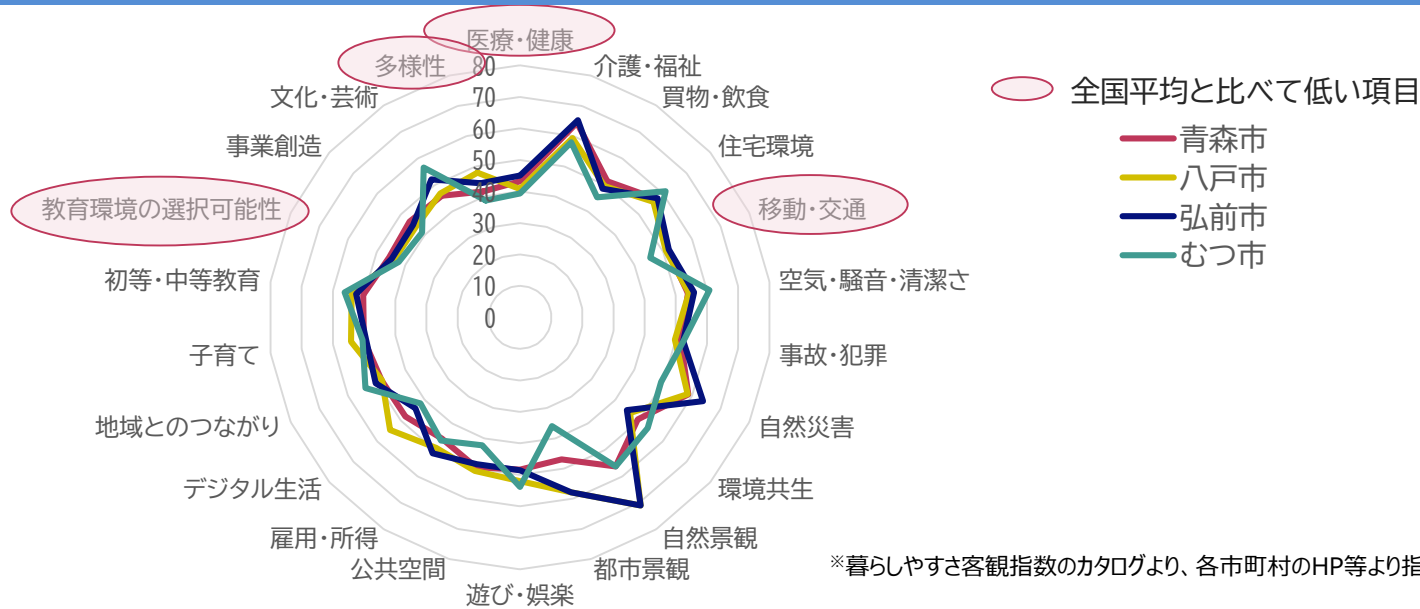 医療・健康
介護・福祉
買物・飲食
住宅環境
移動・交通
空気・騒音・清潔さ
事故・犯罪
自然災害
環境共生
自然景観
都市景観
遊び・娯楽
公共空間
雇用・所得
デジタル生活
地域とのつながり
子育て
初等・中等教育
教育環境の選択可能性
事業創造
文化・芸術
多様性
80
70
60
50
40
30
20
10
0
全国平均と比べて低い項目
青森市
八戸市
弘前市
むつ市
※暮らしやすさ客観指数のカタログより、各市町村のHP等より指